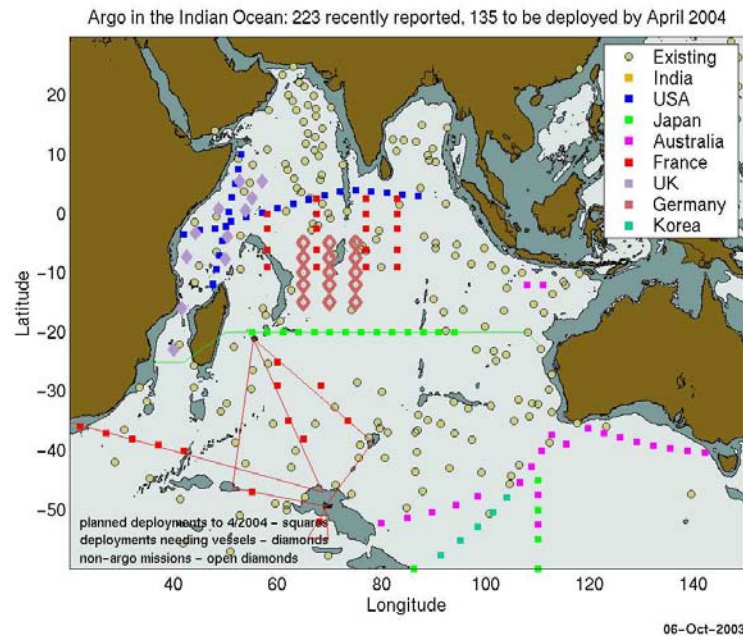 Argo in the Indian Ocean: 223 recently reported, 135 to be deployed by April 2004
Existing
India
USA
Japan
Australia
France
UK
Germany
Korea
20
10
0
−10
−20
−30
−40
−50
Latitude
planned deployments to 4/2004 − squares
deployments needing vessels − diamonds
non−argo missions − open diamonds
40 60 80 100 120 140
Longitude
06−Oct−2003